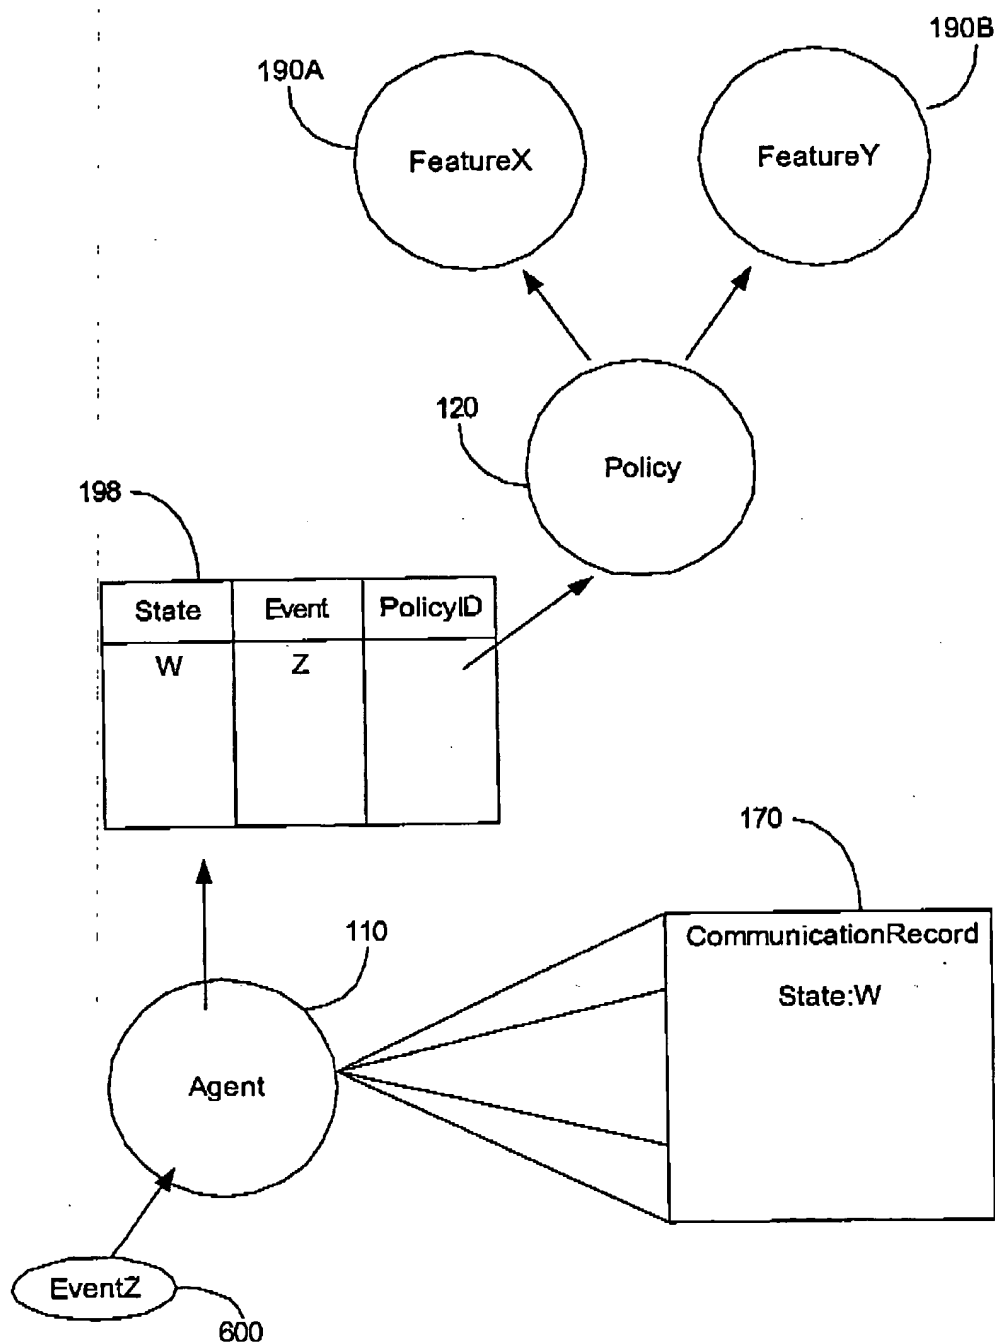 190B
190A
FeatureX
FeatureY
120
Policy
198
State Event PolicyID
W Z
170
110
CommunicationRecord
State:W
Agent
EventZ
600